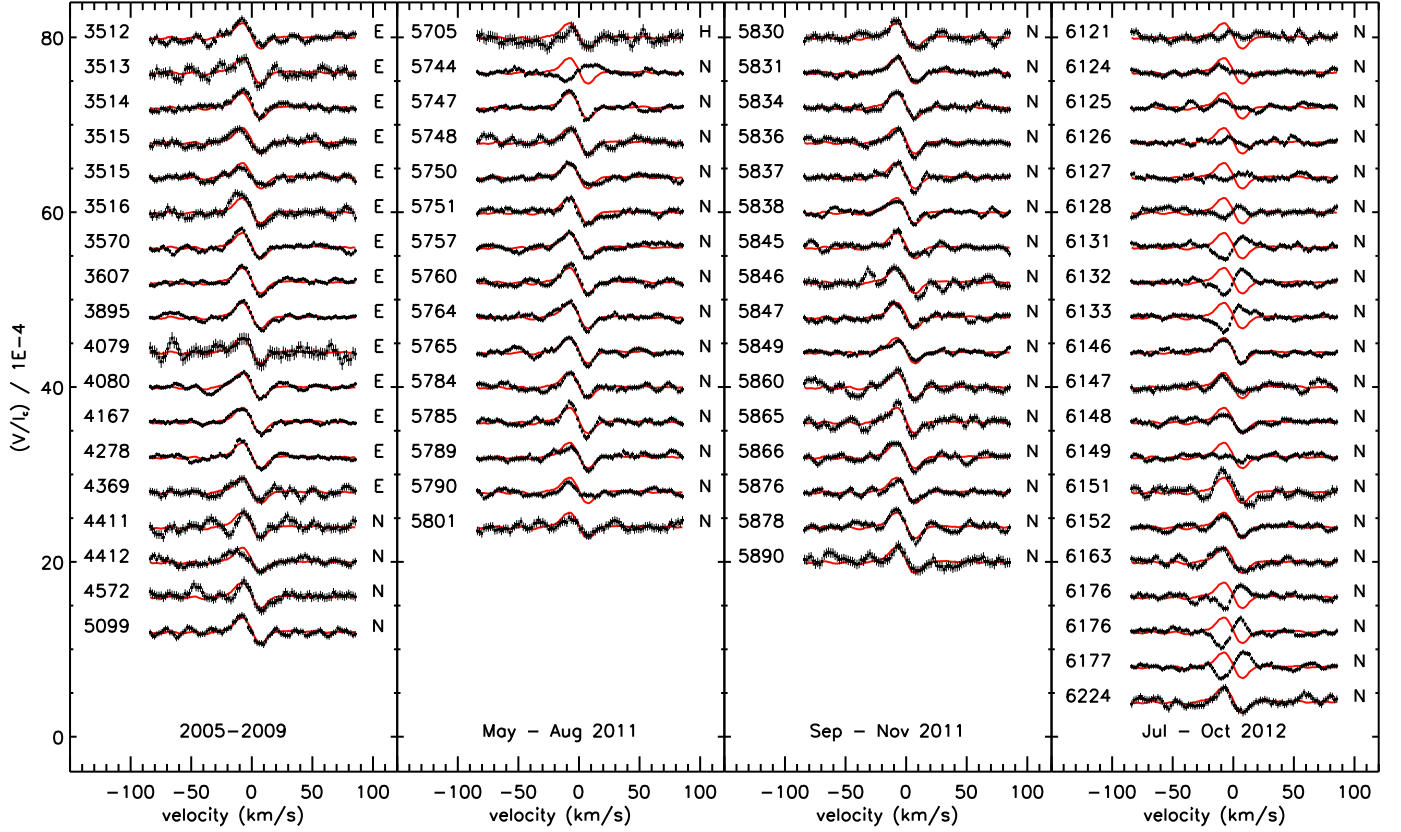 (V/Ic) / 1E-4
80
60
40
20
0
3512 E
3513 E
3514 E
3515 E
3515 E
3516 E
3570 E
3607 E
3895 E
4079 E
4080 E
4167 E
4278 E
4369 E
4411 N
4412 N
4572 N
5099 N
2005-2009
-100 -50 0 50 100
velocity (km/s)
5705 H
5744 N
5747 N
5748 N
5750 N
5751 N
5757 N
5760 N
5764 N
5765 N
5784 N
5785 N
5789 N
5790 N
5801 N
May - Aug 2011
-100 -50 0 50 100
velocity (km/s)
5830 N
5831 N
5834 N
5836 N
5837 N
5838 N
5845 N
5846 N
5847 N
5849 N
5860 N
5865 N
5866 N
5876 N
5878 N
5890 N
Sep - Nov 2011
-100 -50 0 50 100
velocity (km/s)
6121 N
6124 N
6125 N
6126 N
6127 N
6128 N
6131 N
6132 N
6133 N
6146 N
6147 N
6148 N
6149 N
6151 N
6152 N
6163 N
6176 N
6176 N
6177 N
6224 N
Jul - Oct 2012
-100 -50 0 50 100
velocity (km/s)